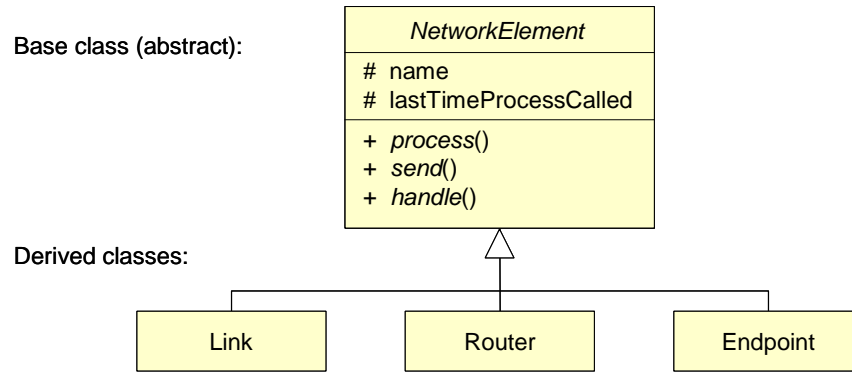 NetworkElement
Base class (abstract):
# name
# lastTimeProcessCalled
+ process()
+ send()
+ handle()
Derived classes:
Link
Router
Endpoint